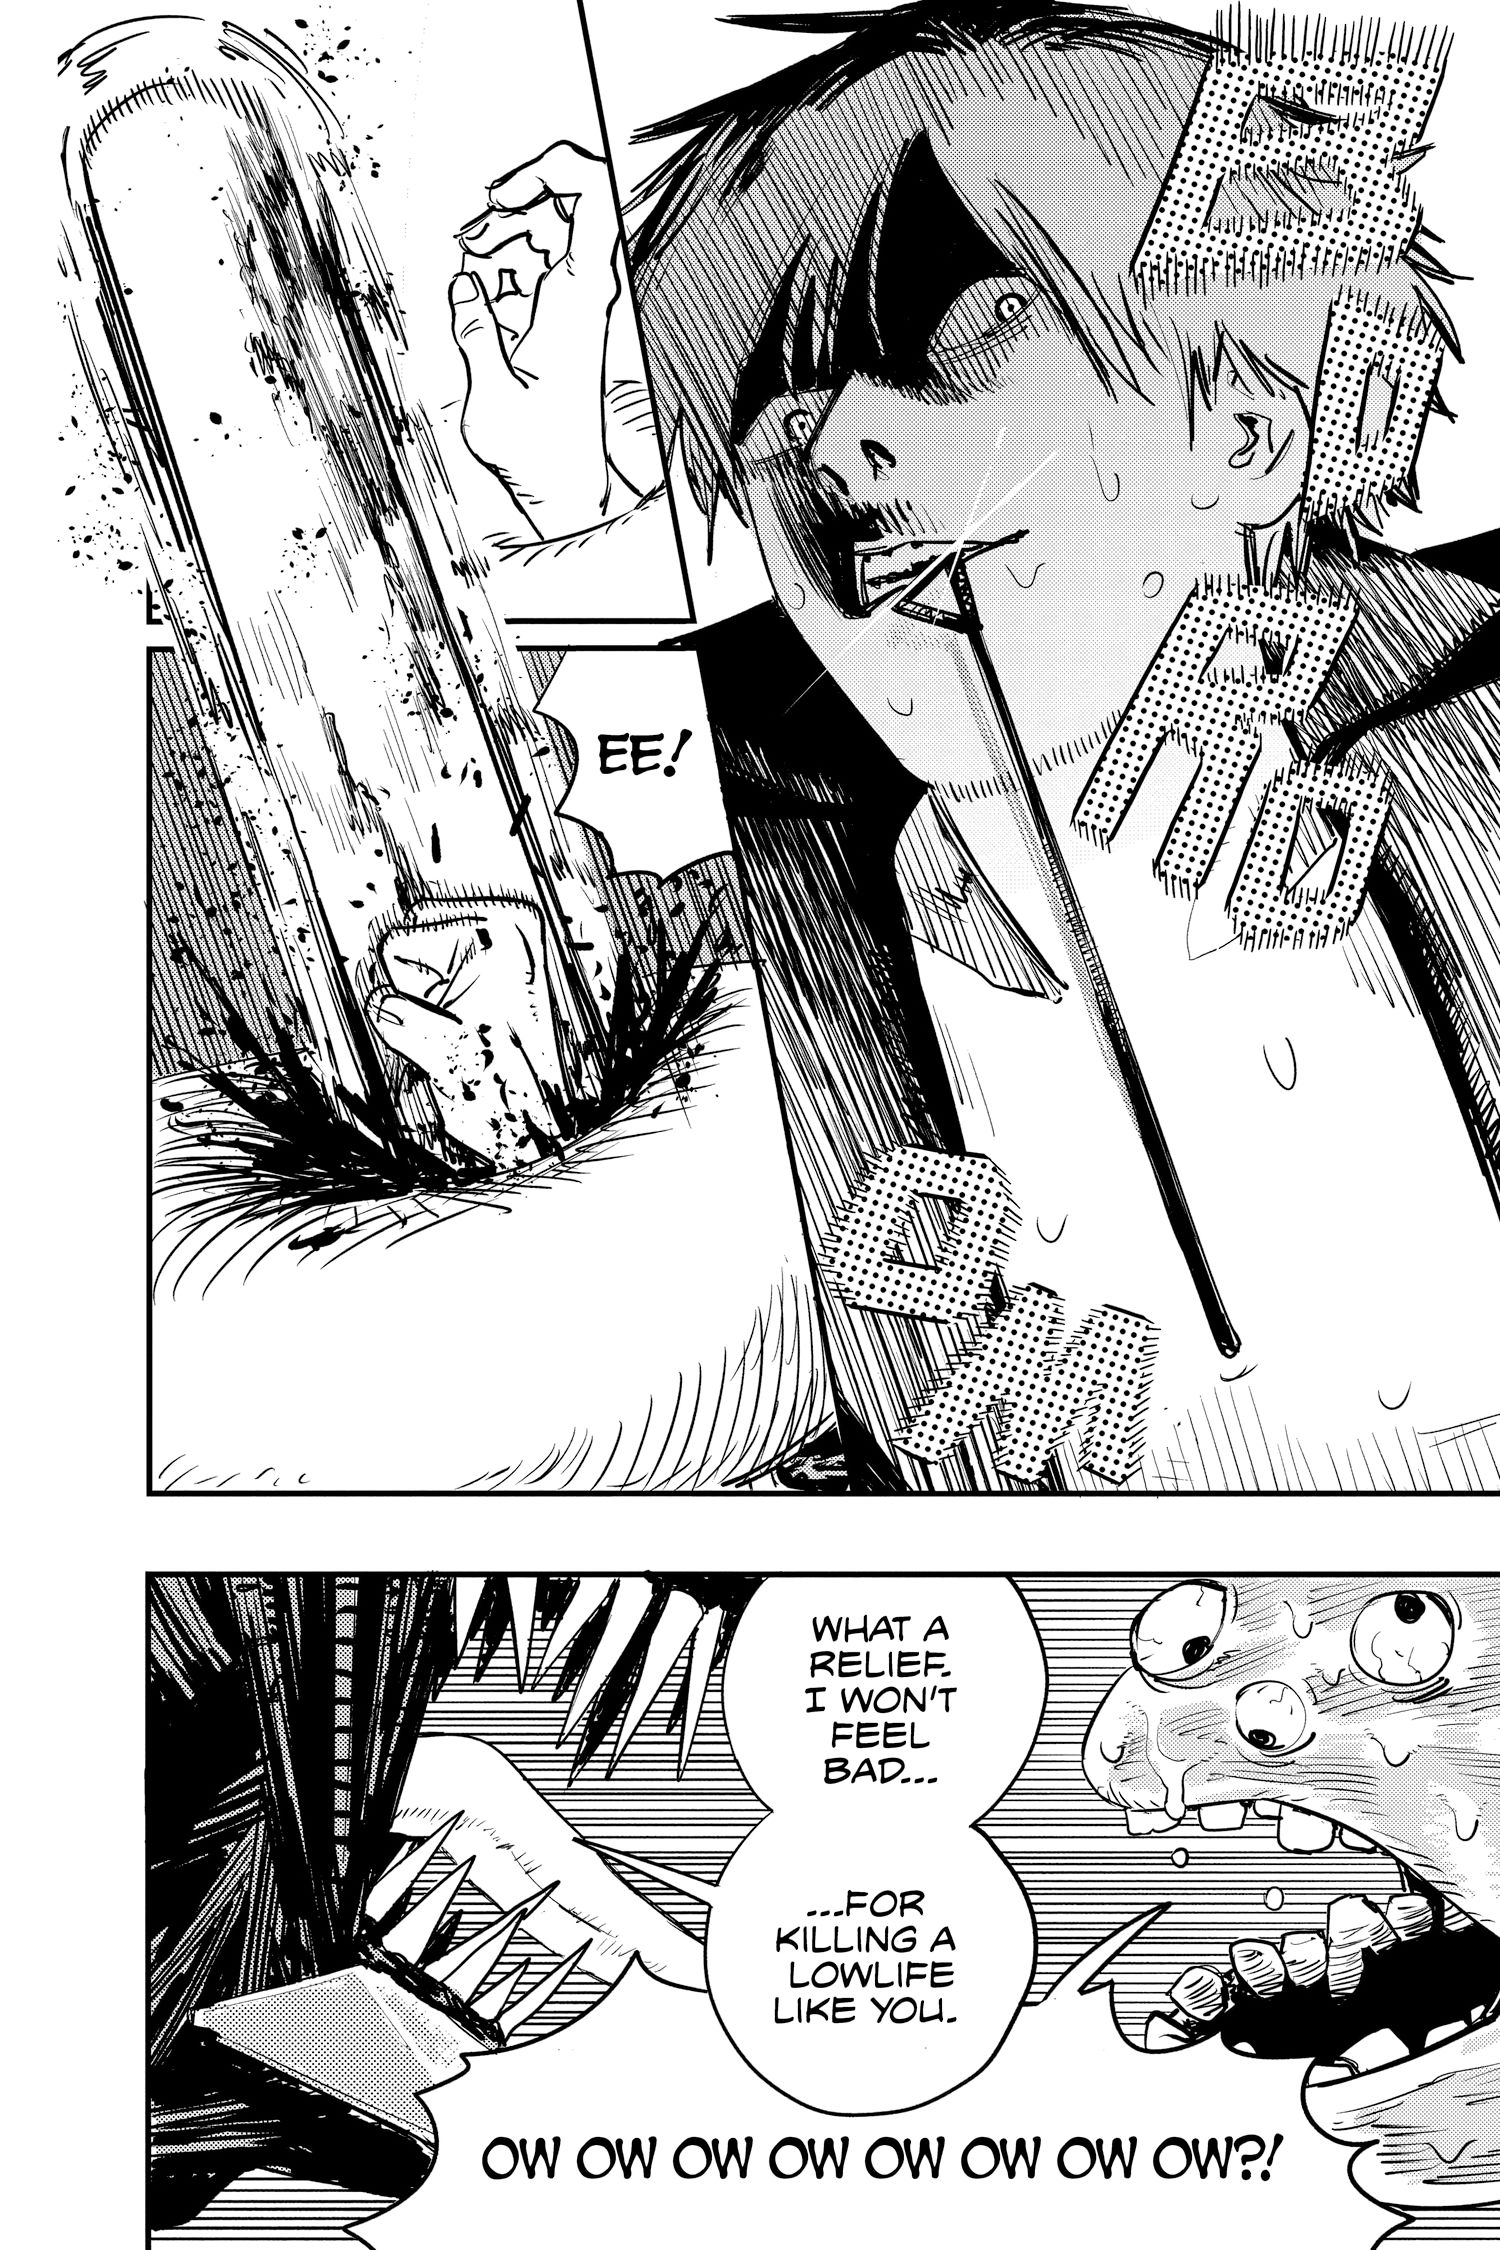 EE!
WHAT A
RELIEF.
I WON'T
FEEL
BAD...
...FOR
KILLING A
LOWLIFE
LIKE YOU.
OW OW OW OW OW OW OW OW?!